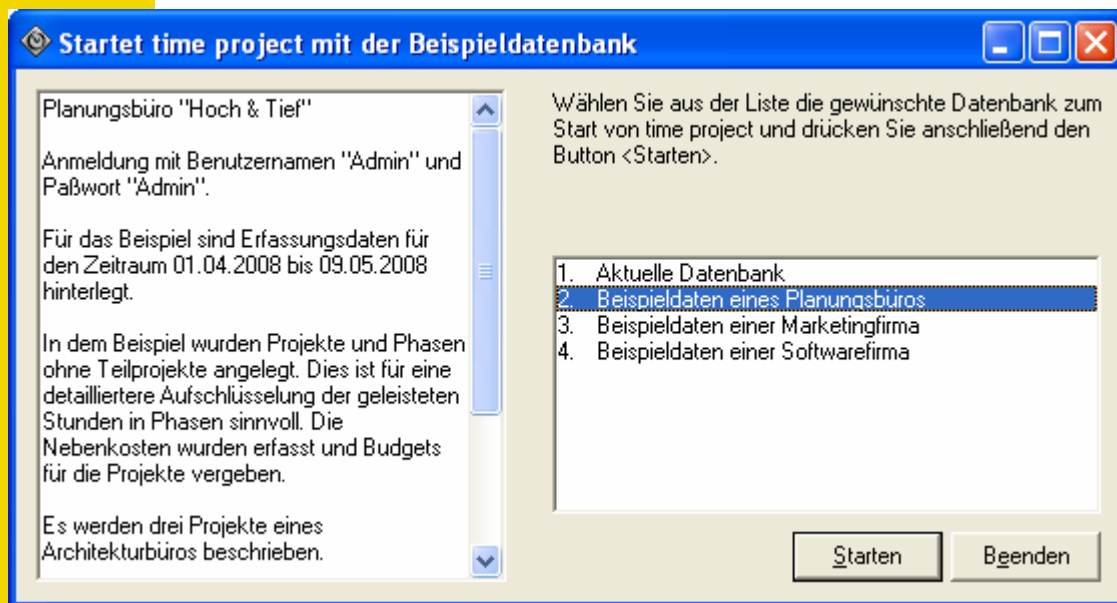 Startet time project mit der Beispieldatenbank
Planungsbüro "Hoch & Tief"
Anmeldung mit Benutzernamen "Admin" und
Paßwort "Admin".
Für das Beispiel sind Erfassungsdaten für
den Zeitraum 01.04.2008 bis 09.05.2008
hinterlegt.
In dem Beispiel wurden Projekte und Phasen
ohne Teilprojekte angelegt. Dies ist für eine
detailliertere Aufschlüsselung der geleisteten
Stunden in Phasen sinnvoll. Die
Nebenkosten wurden erfasst und Budgets
für die Projekte vergeben.
Es werden drei Projekte eines
Architekturbüros beschrieben.
Wählen Sie aus der Liste die gewünschte Datenbank zum
Start von time project und drücken Sie anschließend den
Button <Starten>.
1. Aktuelle Datenbank
2. Beispieldaten eines Planungsbüros
3. Beispieldaten einer Marketingfirma
4. Beispieldaten einer Softwarefirma
Starten
Beenden